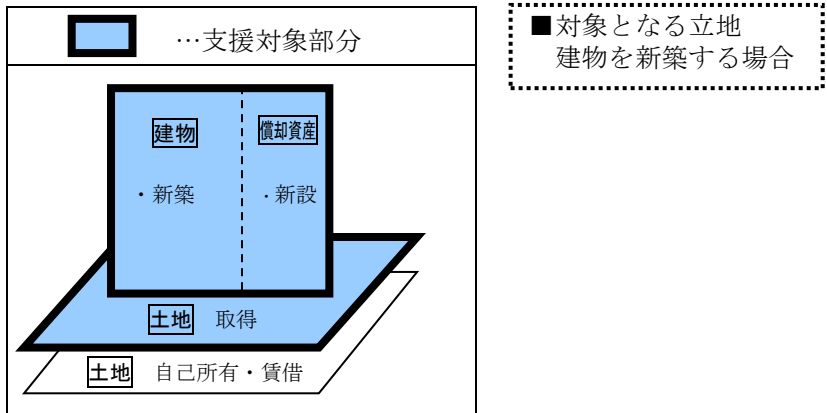 …支援対象部分
■対象となる立地
建物を新築する場合
建物
償却資産
・新築
.新設
土地 取得
土地 自己所有・賃借